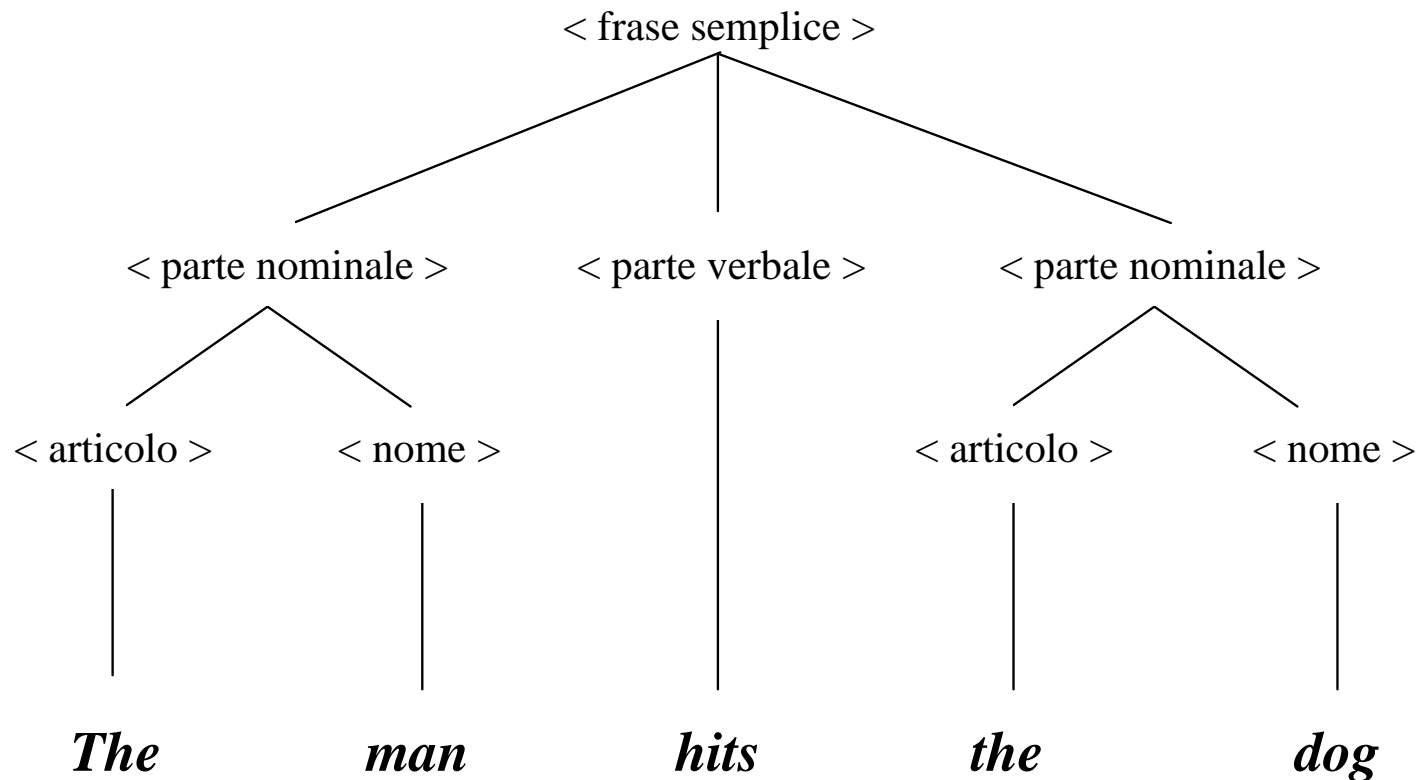 < frase semplice >
< parte nominale > < parte verbale > < parte nominale >
< articolo > < nome > < articolo > < nome >
The man hits the dog